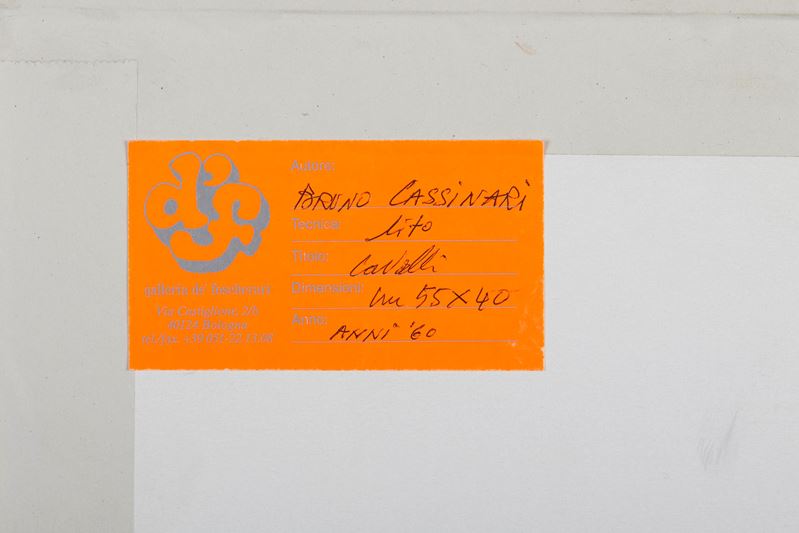 d'f
galleria de' foscherari
Via Castiglione, 2/b
40124 Bologna
tel./fax. +39 051-22 13 08
Autore:
BRUNO CASSINARI
Tecnica: lito
Titolo: Cavalli
Dimensioni: cm 55x40
Anno: ANNI '60